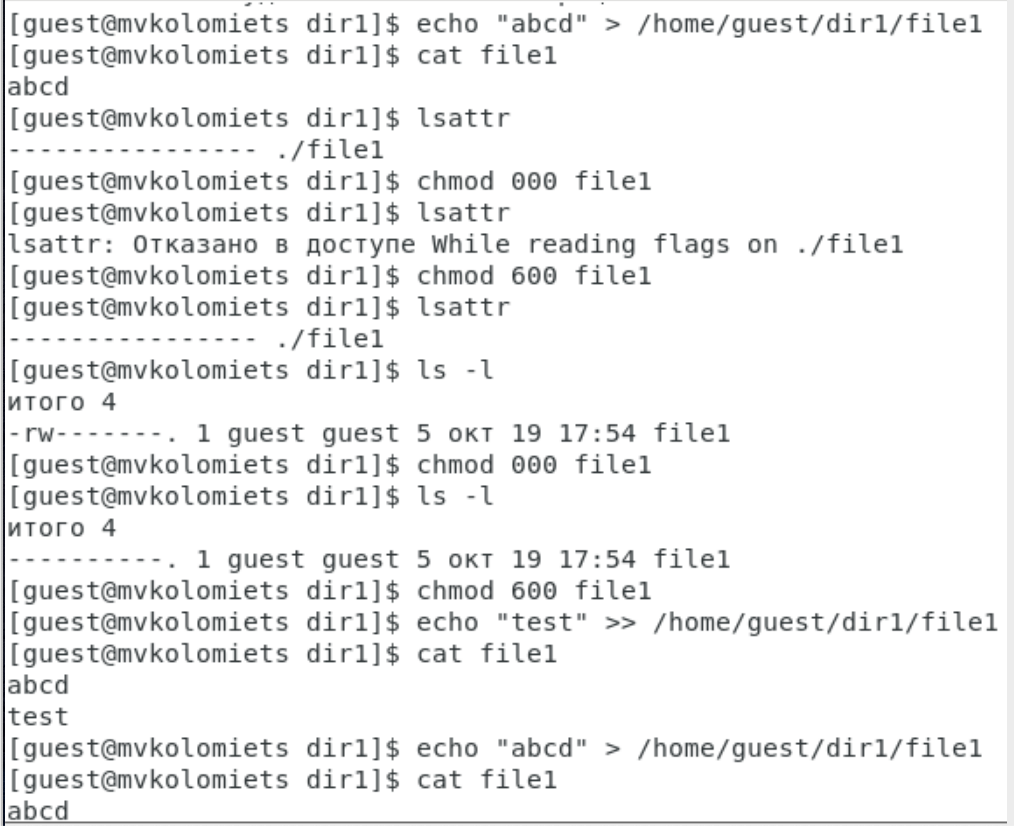 [guest@mvkolomiets dir1]$ echo "abcd" > /home/guest/dir1/file1
[guest@mvkolomiets dir1]$ cat file1
abcd
[guest@mvkolomiets dir1]$ lsattr
---------------- ./file1
[guest@mvkolomiets dir1]$ chmod 000 file1
[guest@mvkolomiets dir1]$ lsattr
lsattr: Отказано в доступе While reading flags on ./file1
[guest@mvkolomiets dir1]$ chmod 600 file1
[guest@mvkolomiets dir1]$ lsattr
---------------- ./file1
[guest@mvkolomiets dir1]$ ls -l
итого 4
-rw-------. 1 guest guest 5 окт 19 17:54 file1
[guest@mvkolomiets dir1]$ chmod 000 file1
[guest@mvkolomiets dir1]$ ls -l
итого 4
----------. 1 guest guest 5 окт 19 17:54 file1
[guest@mvkolomiets dir1]$ chmod 600 file1
[guest@mvkolomiets dir1]$ echo "test" >> /home/guest/dir1/file1
[guest@mvkolomiets dir1]$ cat file1
abcd
test
[guest@mvkolomiets dir1]$ echo "abcd" > /home/guest/dir1/file1
[guest@mvkolomiets dir1]$ cat file1
abcd